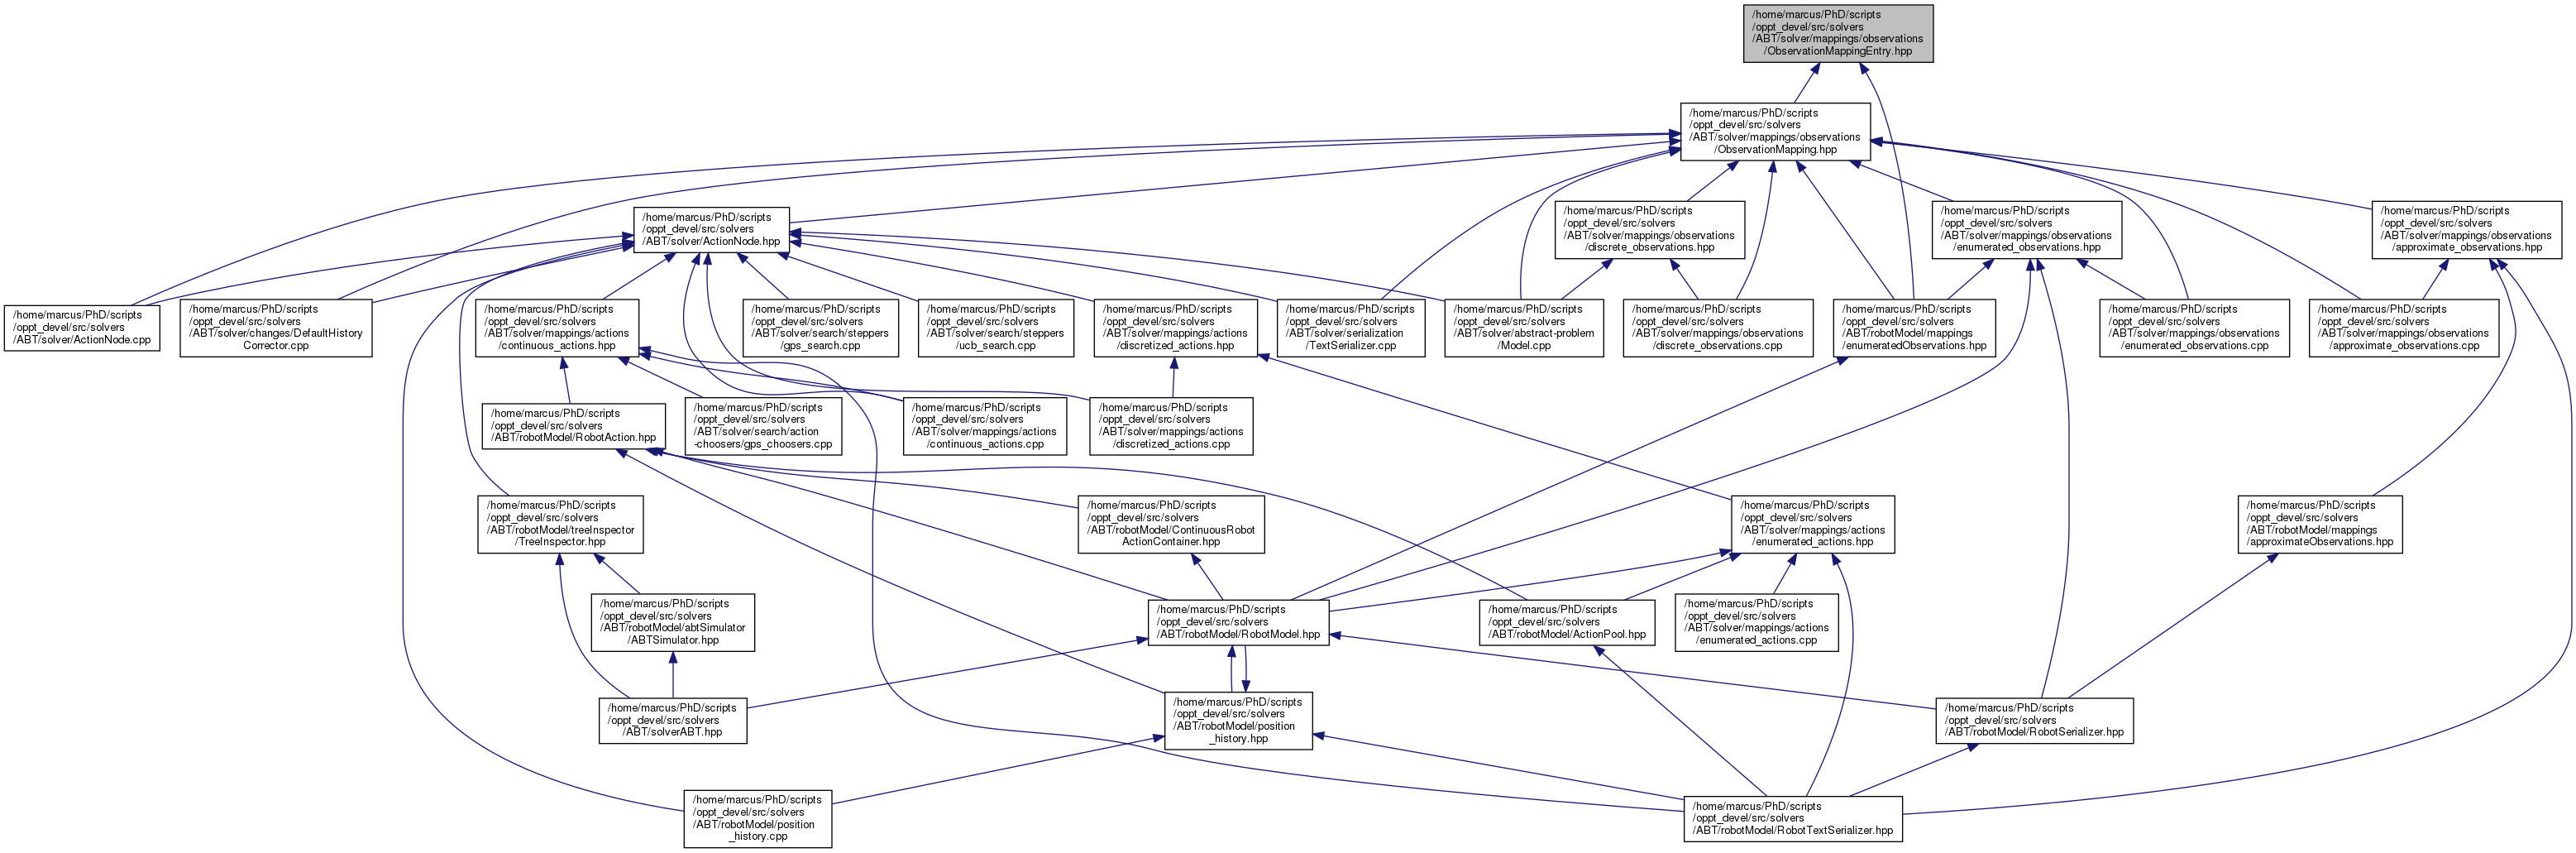 /home/marcus/PhD/scripts
/oppt_devel/src/solvers
/ABT/solver/mappings/observations
/ObservationMappingEntry.hpp
/home/marcus/PhD/scripts
/oppt_devel/src/solvers
/ABT/solver/mappings/observations
/ObservationMapping.hpp
/home/marcus/PhD/scripts
/oppt_devel/src/solvers
/ABT/solver/ActionNode.hpp
/home/marcus/PhD/scripts
/oppt_devel/src/solvers
/ABT/solver/mappings/observations
/discrete_observations.hpp
/home/marcus/PhD/scripts
/oppt_devel/src/solvers
/ABT/solver/mappings/observations
/enumerated_observations.hpp
/home/marcus/PhD/scripts
/oppt_devel/src/solvers
/ABT/solver/mappings/observations
/approximate_observations.hpp
/home/marcus/PhD/scripts
/oppt_devel/src/solvers
/ABT/solver/ActionNode.cpp
/home/marcus/PhD/scripts
/oppt_devel/src/solvers
/ABT/solver/changes/DefaultHistory
Corrector.cpp
/home/marcus/PhD/scripts
/oppt_devel/src/solvers
/ABT/solver/mappings/actions
/continuous_actions.hpp
/home/marcus/PhD/scripts
/oppt_devel/src/solvers
/ABT/solver/search/steppers
/gps_search.cpp
/home/marcus/PhD/scripts
/oppt_devel/src/solvers
/ABT/solver/search/steppers
/ucb_search.cpp
/home/marcus/PhD/scripts
/oppt_devel/src/solvers
/ABT/solver/mappings/actions
/discretized_actions.hpp
/home/marcus/PhD/scripts
/oppt_devel/src/solvers
/ABT/solver/serialization
/TextSerializer.cpp
/home/marcus/PhD/scripts
/oppt_devel/src/solvers
/ABT/solver/abstract-problem
/Model.cpp
/home/marcus/PhD/scripts
/oppt_devel/src/solvers
/ABT/solver/mappings/observations
/discrete_observations.cpp
/home/marcus/PhD/scripts
/oppt_devel/src/solvers
/ABT/robotModel/mappings
/enumeratedObservations.hpp
/home/marcus/PhD/scripts
/oppt_devel/src/solvers
/ABT/solver/mappings/observations
/enumerated_observations.cpp
/home/marcus/PhD/scripts
/oppt_devel/src/solvers
/ABT/solver/mappings/observations
/approximate_observations.cpp
/home/marcus/PhD/scripts
/oppt_devel/src/solvers
/ABT/robotModel/RobotAction.hpp
/home/marcus/PhD/scripts
/oppt_devel/src/solvers
/ABT/solver/search/action
-choosers/gps_choosers.cpp
/home/marcus/PhD/scripts
/oppt_devel/src/solvers
/ABT/solver/mappings/actions
/continuous_actions.cpp
/home/marcus/PhD/scripts
/oppt_devel/src/solvers
/ABT/solver/mappings/actions
/discretized_actions.cpp
/home/marcus/PhD/scripts
/oppt_devel/src/solvers
/ABT/robotModel/treeInspector
/TreeInspector.hpp
/home/marcus/PhD/scripts
/oppt_devel/src/solvers
/ABT/robotModel/ContinuousRobot
ActionContainer.hpp
/home/marcus/PhD/scripts
/oppt_devel/src/solvers
/ABT/solver/mappings/actions
/enumerated_actions.hpp
/home/marcus/PhD/scripts
/oppt_devel/src/solvers
/ABT/robotModel/mappings
/approximateObservations.hpp
/home/marcus/PhD/scripts
/oppt_devel/src/solvers
/ABT/robotModel/abtSimulator
/ABTSimulator.hpp
/home/marcus/PhD/scripts
/oppt_devel/src/solvers
/ABT/robotModel/RobotModel.hpp
/home/marcus/PhD/scripts
/oppt_devel/src/solvers
/ABT/robotModel/ActionPool.hpp
/home/marcus/PhD/scripts
/oppt_devel/src/solvers
/ABT/solver/mappings/actions
/enumerated_actions.cpp
/home/marcus/PhD/scripts
/oppt_devel/src/solvers
/ABT/solverABT.hpp
/home/marcus/PhD/scripts
/oppt_devel/src/solvers
/ABT/robotModel/position
_history.hpp
/home/marcus/PhD/scripts
/oppt_devel/src/solvers
/ABT/robotModel/RobotSerializer.hpp
/home/marcus/PhD/scripts
/oppt_devel/src/solvers
/ABT/robotModel/position
_history.cpp
/home/marcus/PhD/scripts
/oppt_devel/src/solvers
/ABT/robotModel/RobotTextSerializer.hpp